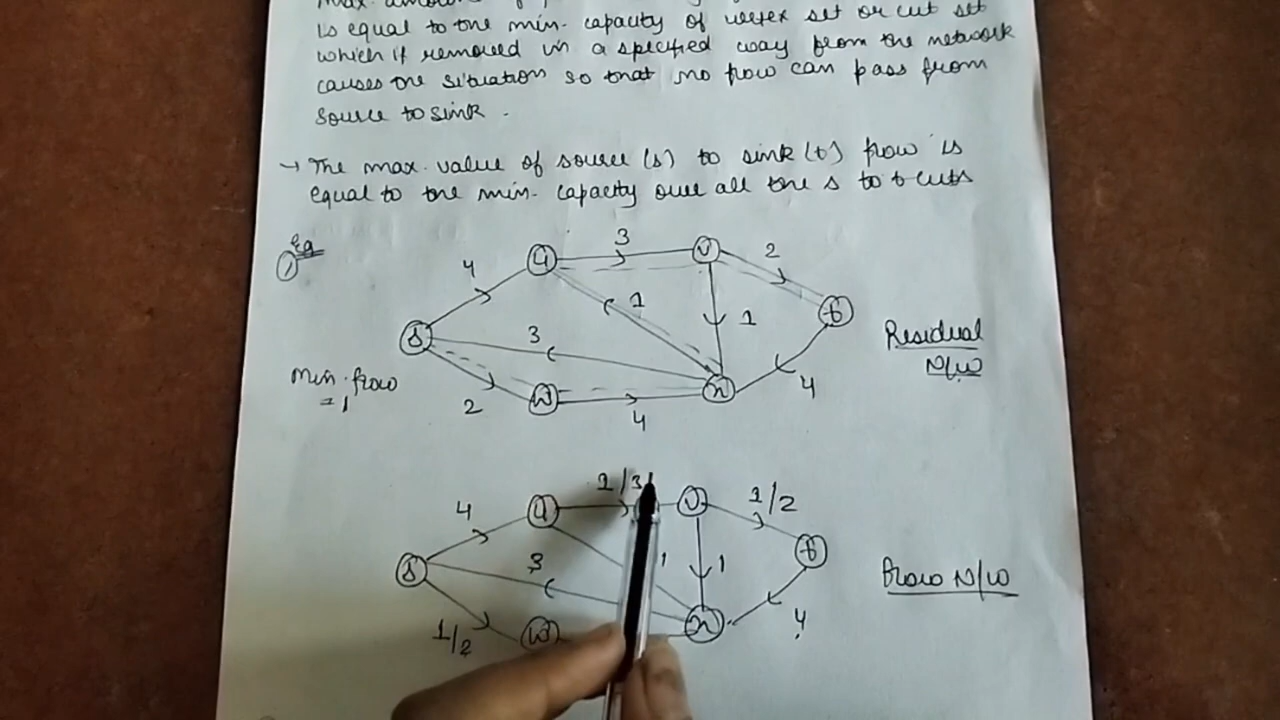 is equal to the min. capacity of vertex set or cut set
which if removed in a specified way from the network
causes the situation so that no flow can pass from
source to sink.
→ The max. value of source (s) to sink (t) flow is
equal to the min. capacity over all the s to t cuts
Eg
1)
u 3 v 2
4
1 1 t
s 3
Residual
N/W
Min. flow
= 1
2 w 4 x 4
1/3 v 1/2
4 u
s 3 1 1 t
Flow N/W
1/2 w x 4